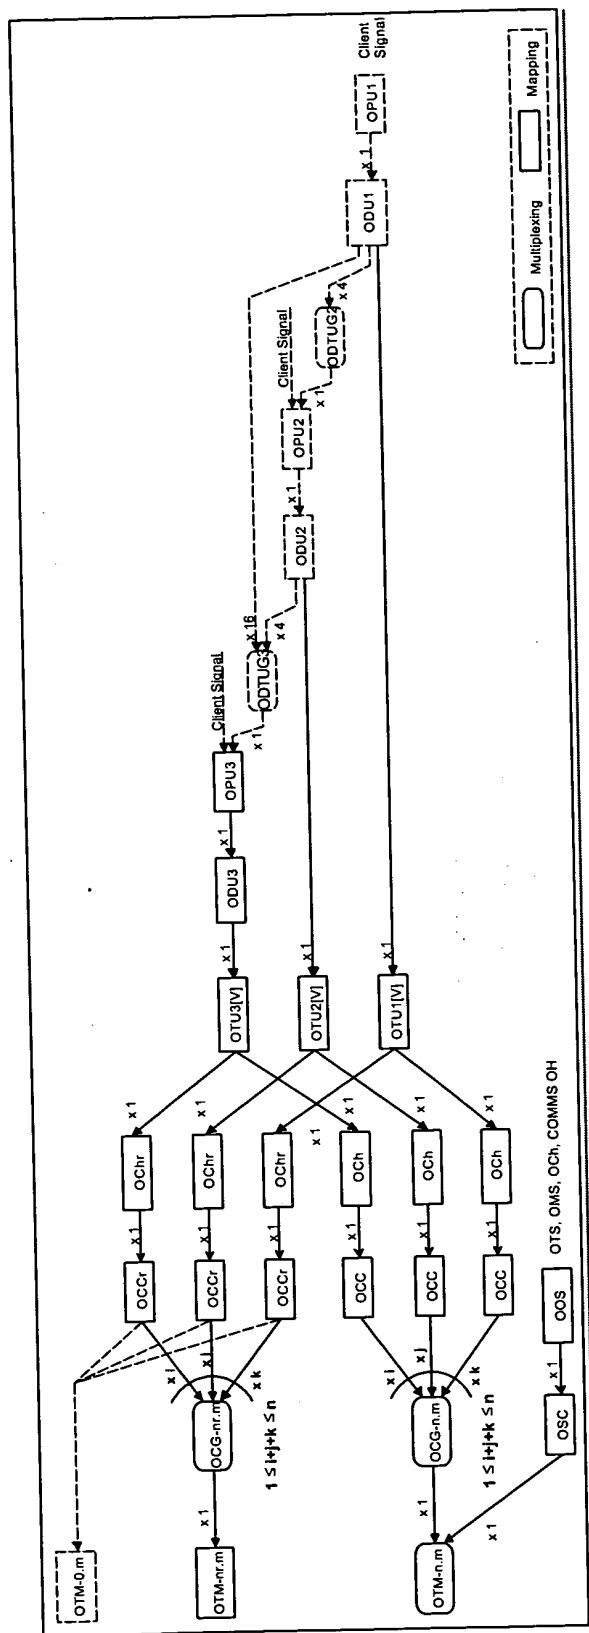 OTM-0.m
OTM-nr.m
x 1
OCG-nr.m
1 ≤ i+j+k ≤ n
x i
x j
x k
OCCr
x 1
OChr
x 1
OCCr
x 1
OChr
x 1
OCCr
x 1
OChr
x 1
OTU3[V]
x 1
ODU3
x 1
OPU3
Client Signal
x 1
ODTUG3
x 16
x 4
OTU2[V]
x 1
ODU2
x 1
OPU2
Client Signal
x 1
ODTUG2
x 4
OTU1[V]
x 1
ODU1
x 1
OPU1
Client
Signal
OTM-n.m
x 1
OCG-n.m
1 ≤ i+j+k ≤ n
x i
x j
x k
OCC
x 1
OCh
x 1
OCC
x 1
OCh
x 1
OCC
x 1
OCh
x 1
x 1
OSC
x 1
OOS
OTS, OMS, OCh, COMMS OH
Multiplexing
Mapping